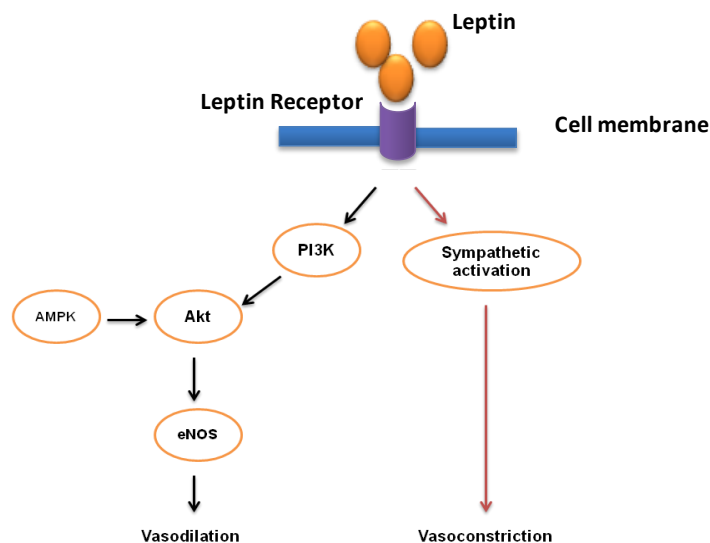 Leptin
Leptin Receptor
Cell membrane
PI3K
Sympathetic
activation
AMPK
Akt
eNOS
Vasodilation
Vasoconstriction